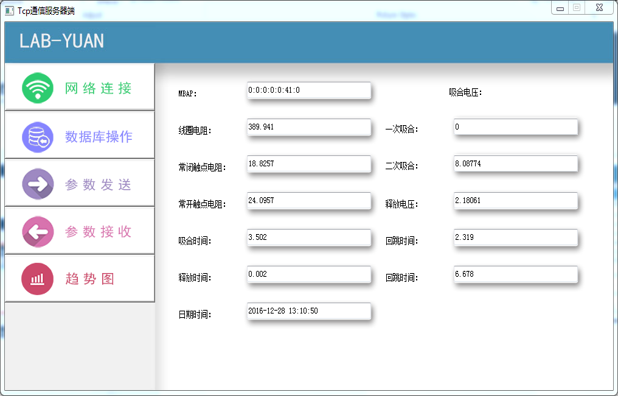 Tcp通信服务器端
LAB-YUAN
网络连接
数据库操作
参数发送
参数接收
趋势图
MBAP: 0:0:0:0:41:0 吸合电压:
线圈电阻: 389.941 一次吸合: 0
常闭触点电阻: 18.8257 二次吸合: 8.08774
常开触点电阻: 24.0957 释放电压: 2.18061
吸合时间: 3.502 回跳时间: 2.319
释放时间: 0.002 回跳时间: 6.678
日期时间: 2016-12-28 13:10:50